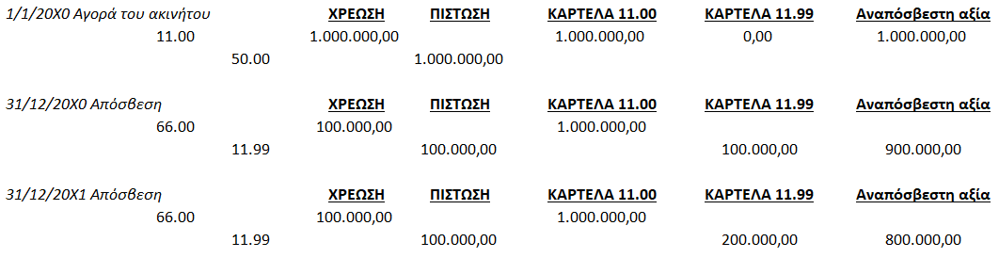 1/1/20X0 Αγορά του ακινήτου ΧΡΕΩΣΗ ΠΙΣΤΩΣΗ ΚΑΡΤΕΛΑ 11.00 ΚΑΡΤΕΛΑ 11.99 Αναπόσβεστη αξία
11.00 1.000.000,00 1.000.000,00 0,00 1.000.000,00
50.00 1.000.000,00
31/12/20X0 Απόσβεση ΧΡΕΩΣΗ ΠΙΣΤΩΣΗ ΚΑΡΤΕΛΑ 11.00 ΚΑΡΤΕΛΑ 11.99 Αναπόσβεστη αξία
66.00 100.000,00 1.000.000,00
11.99 100.000,00 100.000,00 900.000,00
31/12/20X1 Απόσβεση ΧΡΕΩΣΗ ΠΙΣΤΩΣΗ ΚΑΡΤΕΛΑ 11.00 ΚΑΡΤΕΛΑ 11.99 Αναπόσβεστη αξία
66.00 100.000,00 1.000.000,00
11.99 100.000,00 200.000,00 800.000,00